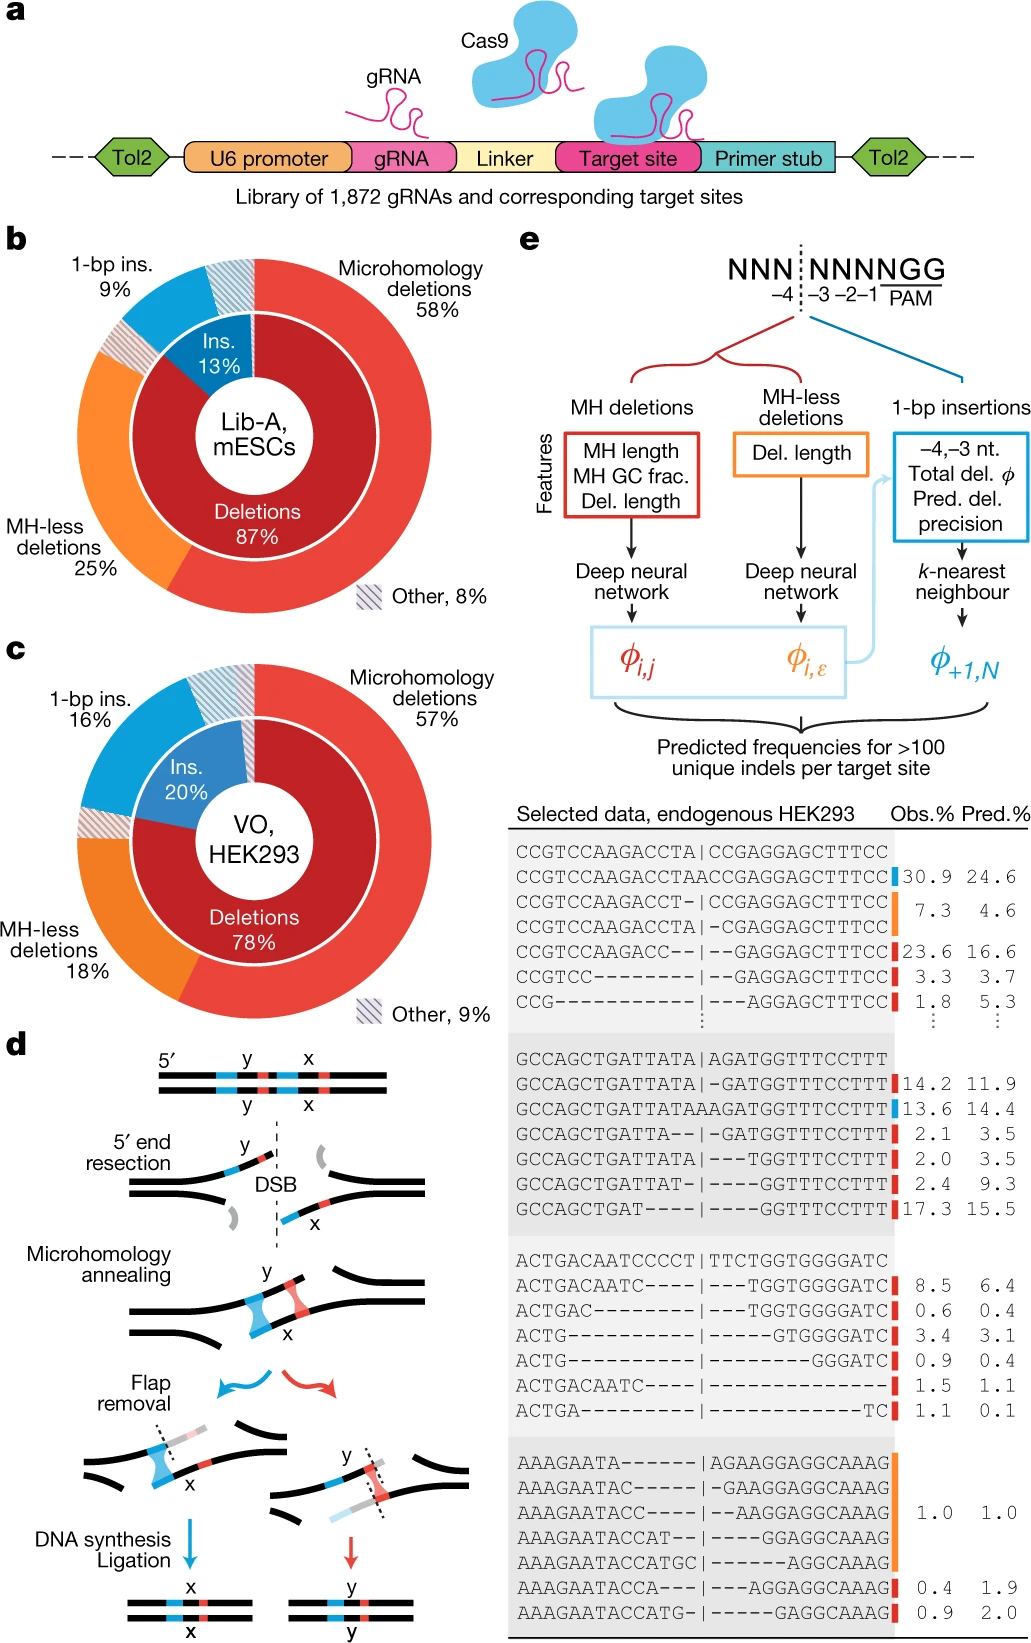 a
Cas9
gRNA
Tol2
U6 promoter
gRNA
Linker
Target site
Primer stub
Tol2
Library of 1,872 gRNAs and corresponding target sites
b
1-bp ins.
9%
Microhomology
deletions
58%
Ins.
13%
Lib-A,
mESCs
Deletions
87%
MH-less
deletions
25%
Other, 8%
c
1-bp ins.
16%
Microhomology
deletions
57%
Ins.
20%
VO,
HEK293
Deletions
78%
MH-less
deletions
18%
Other, 9%
d
5′ y x
y x
5′ end
resection
y
DSB
x
Microhomology
annealing
y
x
Flap
removal
x
y
DNA synthesis
Ligation
x
x
y
y
e
NNN NNNNNGG
–4 –3 –2–1 PAM
MH deletions
MH-less
deletions
1-bp insertions
Features
MH length
MH GC frac.
Del. length
Del. length
–4,–3 nt.
Total del. ϕ
Pred. del.
precision
Deep neural
network
Deep neural
network
k-nearest
neighbour
ϕi,j
ϕi,ε
ϕ+1,N
Predicted frequencies for >100
unique indels per target site
Selected data, endogenous HEK293 Obs.% Pred.%
CCGTCCAAGACCTA|CCGAGGAGCTTTCC
CCGTCCAAGACCTAACCGAGGAGCTTTCC 30.9 24.6
CCGTCCAAGACCT-|CCGAGGAGCTTTCC
7.3 4.6
CCGTCCAAGACCTA|-CGAGGAGCTTTCC
CCGTCCAAGACC--|--GAGGAGCTTTCC 23.6 16.6
CCGTCC--------|--GAGGAGCTTTCC 3.3 3.7
CCG-----------|---AGGAGCTTTCC 1.8 5.3
GCCAGCTGATTATA|AGATGGTTTCCTTT
GCCAGCTGATTATA|-GATGGTTTCCTTT 14.2 11.9
GCCAGCTGATTATAAAGATGGTTTCCTTT 13.6 14.4
GCCAGCTGATTA--|-GATGGTTTCCTTT 2.1 3.5
GCCAGCTGATTATA|---TGGTTTCCTTT 2.0 3.5
GCCAGCTGATTAT-|----GGTTTCCTTT 2.4 9.3
GCCAGCTGAT----|----GGTTTCCTTT 17.3 15.5
ACTGACAATCCCCT|TTCTGGTGGGGATC
ACTGACAATC----|---TGGTGGGGATC 8.5 6.4
ACTGAC--------|---TGGTGGGGATC 0.6 0.4
ACTG----------|-----GTGGGGATC 3.4 3.1
ACTG----------|--------GGGATC 0.9 0.4
ACTGACAATC----|-------------- 1.5 1.1
ACTGA---------|------------TC 1.1 0.1
AAAGAATA------|AGAAGGAGGCAAAG
AAAGAATAC-----|-GAAGGAGGCAAAG
AAAGAATACC----|--AAGGAGGCAAAG 1.0 1.0
AAAGAATACCAT--|----GGAGGCAAAG
AAAGAATACCATGC|------AGGCAAAG
AAAGAATACCA---|---AGGAGGCAAAG 0.4 1.9
AAAGAATACCATG-|-----GAGGCAAAG 0.9 2.0